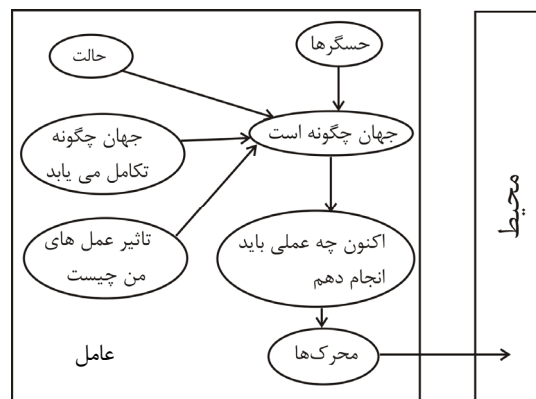 حسگرها
حالت
جهان چگونه است
جهان چگونه
تکامل می یابد
تاثیر عمل های
من چیست
اکنون چه عملی باید
انجام دهم
محرک‌ها
عامل
محیط